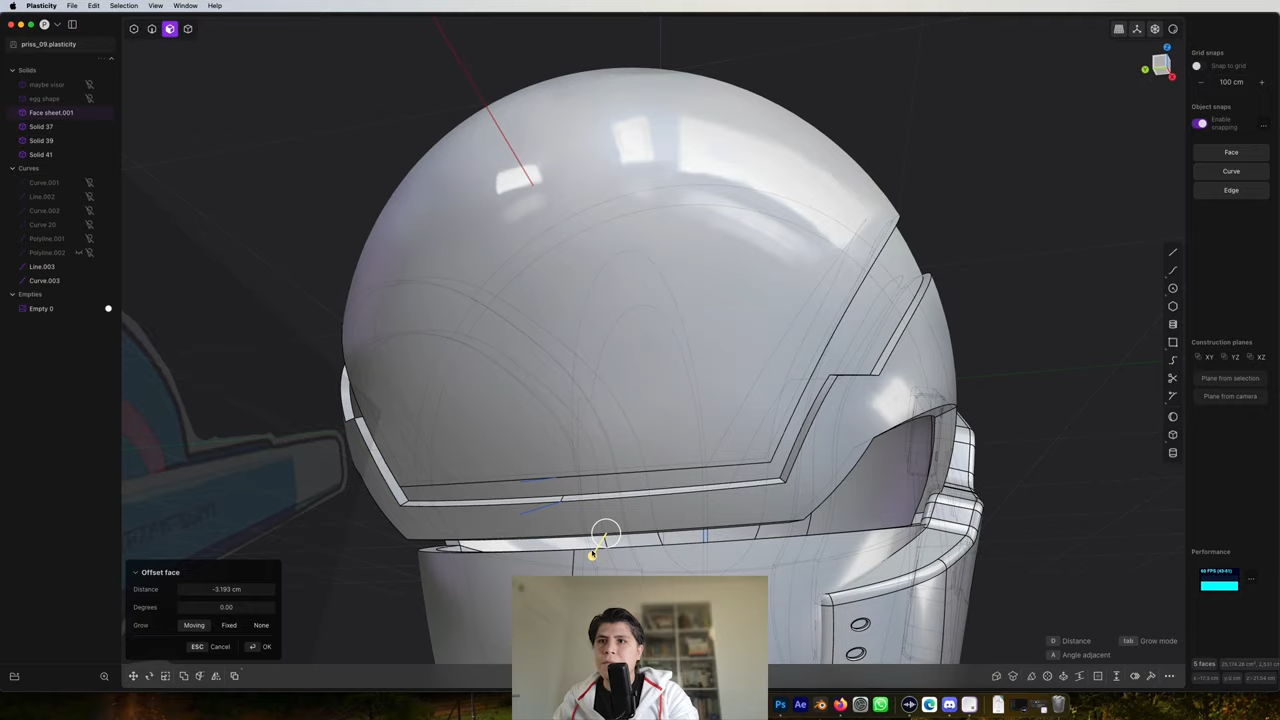 Plasticity File Edit Selection View Window Help
priss_09.plasticity
Solids
maybe visor
egg shape
Face sheet.001
Solid 37
Solid 39
Solid 41
Curves
Curve.001
Line.002
Curve.002
Curve 20
Polyline.001
Polyline.002
Line.003
Curve.003
Empties
Empty 0
Offset face
Distance -3.193 cm
Degrees 0.00
Grow Moving Fixed None
ESC Cancel OK
Z
Y
X
Grid snaps
Snap to grid
− 100 cm +
Object snaps
Enable
snapping
...
Face
Curve
Edge
Construction planes
XY YZ XZ
Plane from selection
Plane from camera
Performance
60 FPS
D Distance tab Grow mode
A Angle adjacent
5 faces
Ps Ae